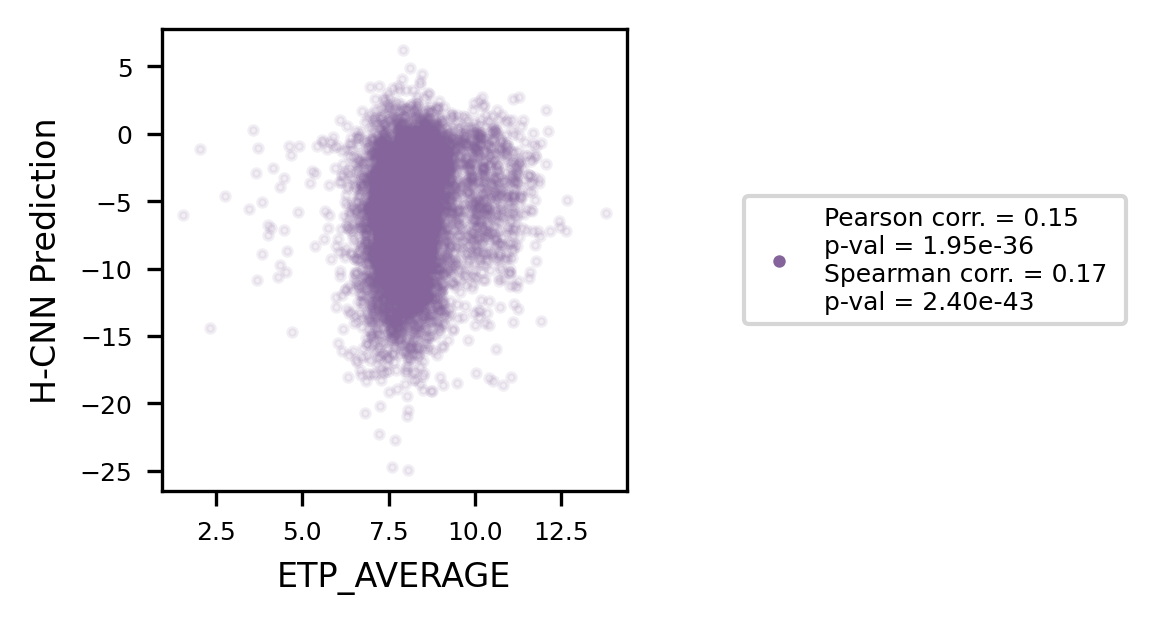 5
0
−5
−10
−15
−20
−25
H-CNN Prediction
2.5 5.0 7.5 10.0 12.5
ETP_AVERAGE
Pearson corr. = 0.15
p-val = 1.95e-36
Spearman corr. = 0.17
p-val = 2.40e-43